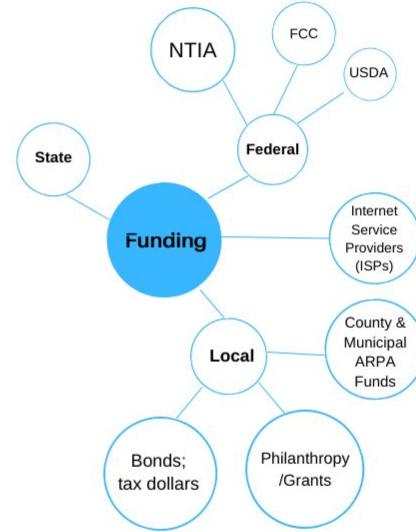 NTIA
FCC
USDA
Federal
State
Funding
Internet
Service
Providers
(ISPs)
Local
County &
Municipal
ARPA
Funds
Bonds;
tax dollars
Philanthropy
/Grants